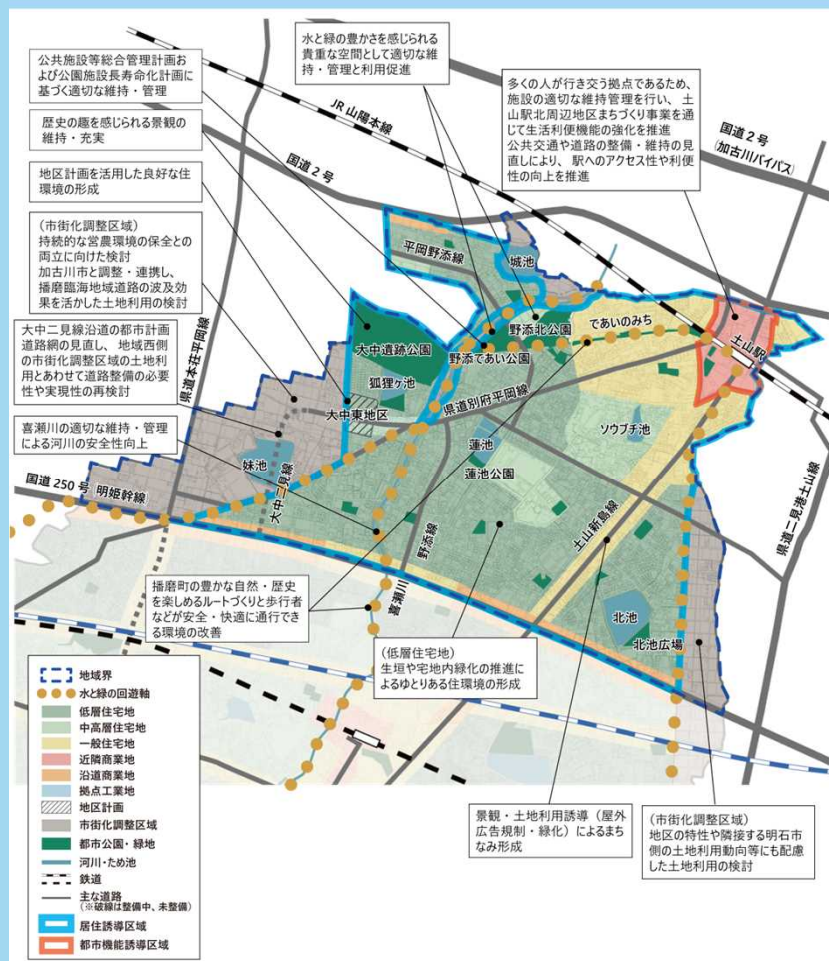 公共施設等総合管理計画お
よび公園施設長寿命化計画に
基づく適切な維持・管理
歴史の趣を感じられる景観の
維持・充実
地区計画を活用した良好な住
環境の形成
(市街化調整区域)
持続的な営農環境の保全との
両立に向けた検討
加古川市と調整・連携し、
播磨臨海地域道路の波及効
果を活かした土地利用の検討
大中二見線沿道の都市計画
道路網の見直し、地域西側
の市街化調整区域の土地利
用とあわせて道路整備の必要
性や実現性の再検討
喜瀬川の適切な維持・管理
による河川の安全性向上
水と緑の豊かさを感じられる
貴重な空間として適切な維
持・管理と利用促進
多くの人が行き交う拠点であるため、
施設の適切な維持管理を行い、土
山駅北周辺地区まちづくり事業を通
じて生活利便機能の強化を推進
公共交通や道路の整備・維持の見
直しにより、駅へのアクセス性や利便
性の向上を推進
JR山陽本線
国道2号
国道2号
(加古川バイパス)
平岡野添線
城池
野添北公園
であいのみち
土山駅
大中遺跡公園
野添であい公園
狐狸ヶ池
県道本荘平岡線
県道別府平岡線
大中東地区
ソウブチ池
蓮池
蓮池公園
妹池
大中二見線
国道250号
明姫幹線
野添線
土山新島線
県道二見港土山線
喜瀬川
北池
北池広場
播磨町の豊かな自然・歴史
を楽しめるルートづくりと歩行者
などが安全・快適に通行でき
る環境の改善
(低層住宅地)
生垣や宅地内緑化の推進に
よるゆとりある住環境の形成
景観・土地利用誘導(屋外
広告規制・緑化)によるまち
なみ形成
(市街化調整区域)
地区の特性や隣接する明石市
側の土地利用動向等にも配慮
した土地利用の検討
地域界
水と緑の回遊軸
低層住宅地
中高層住宅地
一般住宅地
近隣商業地
沿道商業地
拠点工業地
地区計画
市街化調整区域
都市公園・緑地
河川・ため池
鉄道
主な道路
(※破線は整備中、未整備)
居住誘導区域
都市機能誘導区域